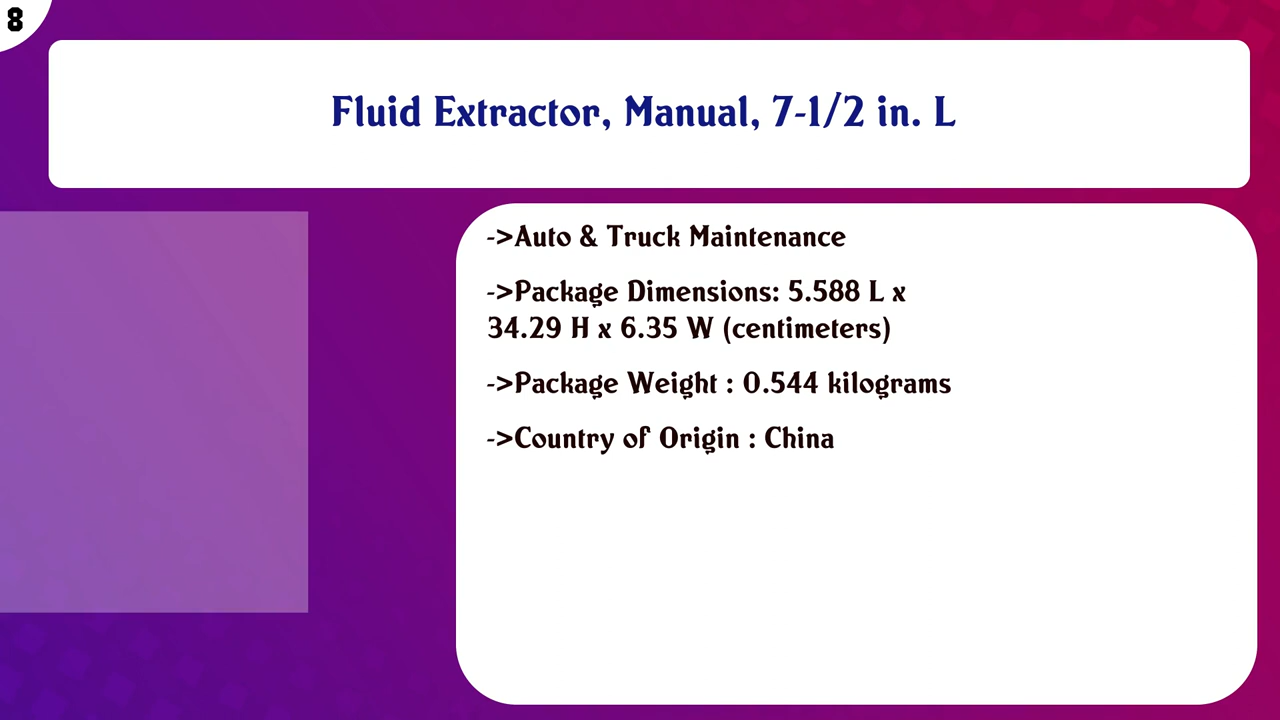 8
Fluid Extractor, Manual, 7-1/2 in. L
->Auto & Truck Maintenance
->Package Dimensions: 5.588 L x
34.29 H x 6.35 W (centimeters)
->Package Weight : 0.544 kilograms
->Country of Origin : China